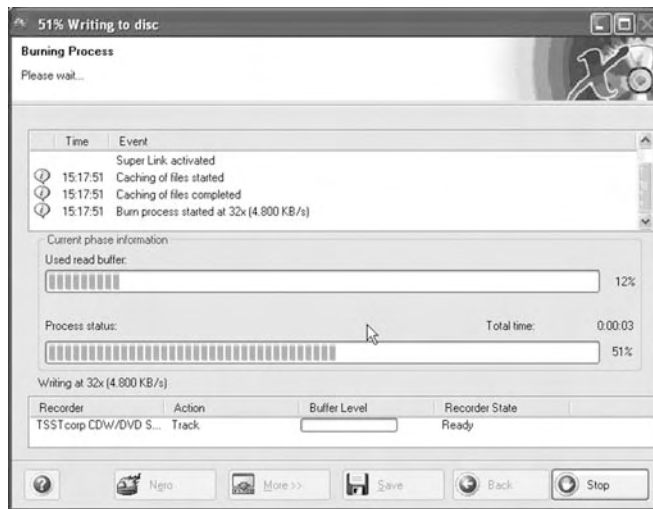 51% Writing to disc
Burning Process
Please wait...
Time Event
Super Link activated
15:17:51 Caching of files started
15:17:51 Caching of files completed
15:17:51 Burn process started at 32x (4.800 KB/s)
Current phase information
Used read buffer:
12%
Process status: Total time: 0:00:03
51%
Writing at 32x (4.800 KB/s)
Recorder Action Buffer Level Recorder State
TSSTcorp CDW/DVD S... Track Ready
Nero More >> Save Back Stop